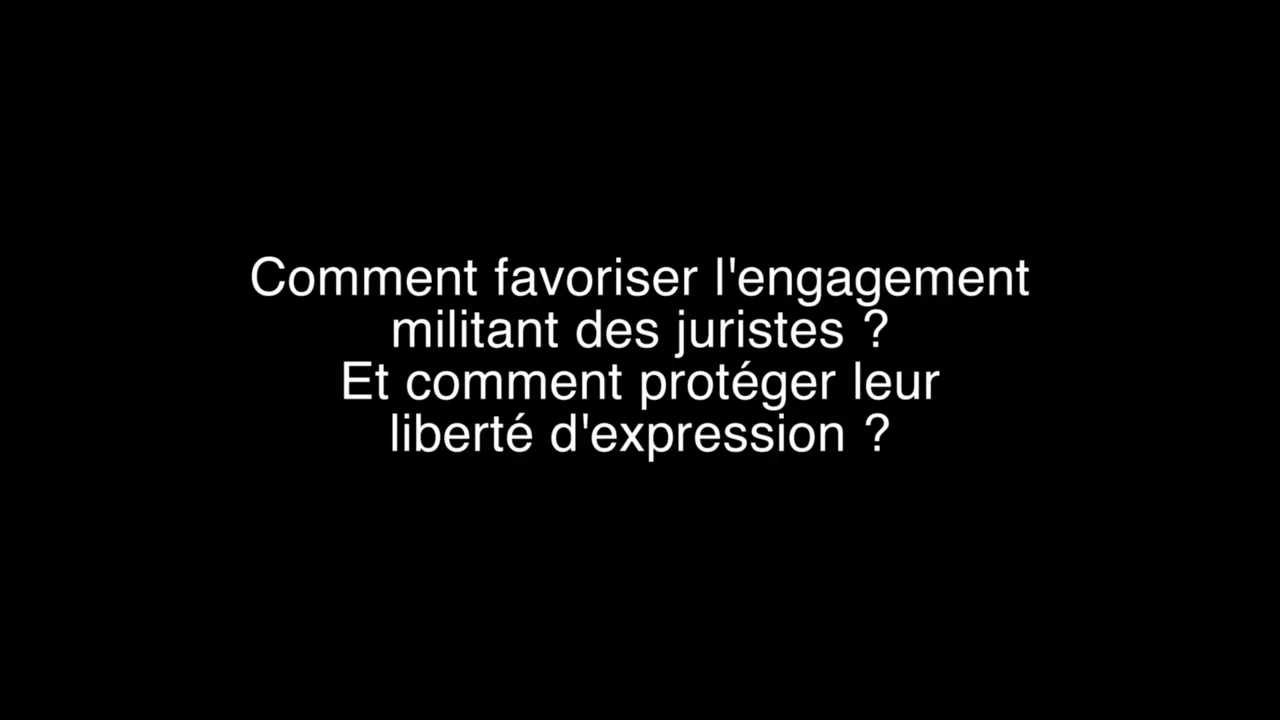 Comment favoriser l'engagement
militant des juristes ?
Et comment protéger leur
liberté d'expression ?